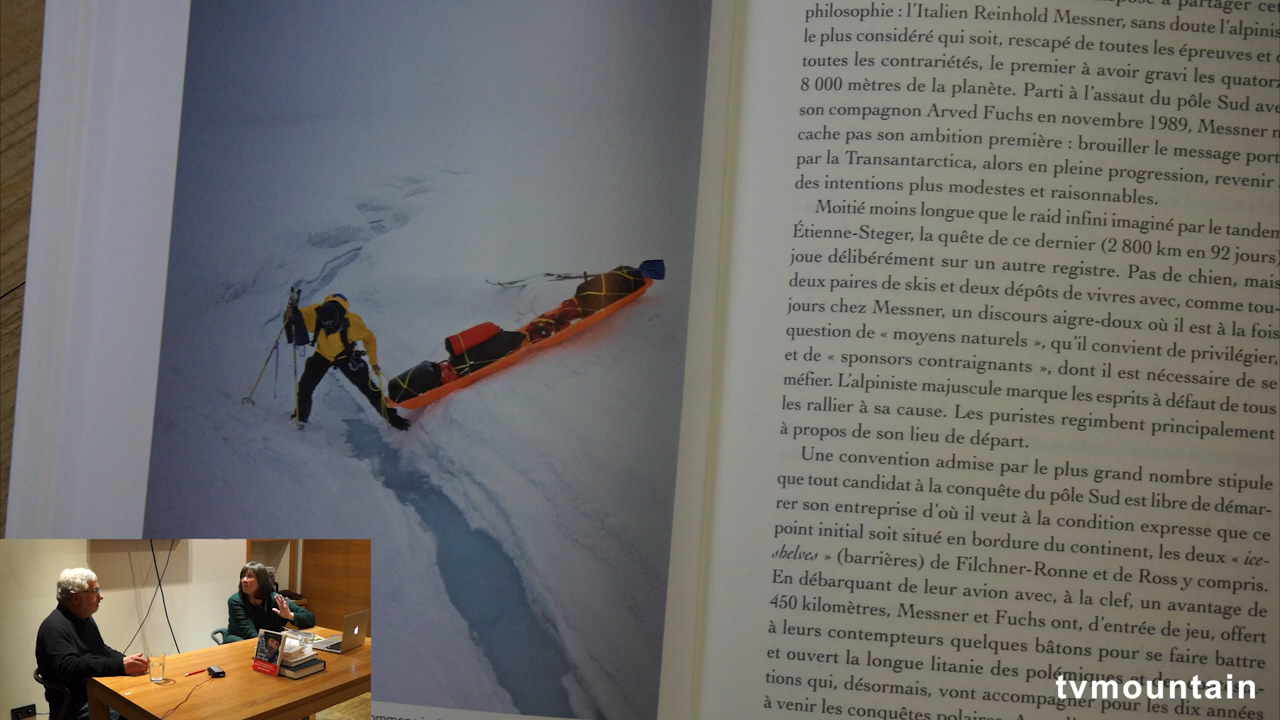 à partager cet
philosophie : l'Italien Reinhold Messner, sans doute l'alpinis
le plus considéré qui soit, rescapé de toutes les épreuves et
toutes les contrariétés, le premier à avoir gravi les quatorz
8 000 mètres de la planète. Parti à l'assaut du pôle Sud ave
son compagnon Arved Fuchs en novembre 1989, Messner n
cache pas son ambition première : brouiller le message port
par la Transantarctica, alors en pleine progression, revenir
des intentions plus modestes et raisonnables.
Moitié moins longue que le raid infini imaginé par le tandem
Étienne-Steger, la quête de ce dernier (2 800 km en 92 jours)
joue délibérément sur un autre registre. Pas de chien, mais
deux paires de skis et deux dépôts de vivres avec, comme tou-
jours chez Messner, un discours aigre-doux où il est à la fois
question de « moyens naturels », qu'il convient de privilégier,
et de « sponsors contraignants », dont il est nécessaire de se
méfier. L'alpiniste majuscule marque les esprits à défaut de tous
les rallier à sa cause. Les puristes regimbent principalement
à propos de son lieu de départ.
Une convention admise par le plus grand nombre stipule
que tout candidat à la conquête du pôle Sud est libre de démar-
rer son entreprise d'où il veut à la condition expresse que ce
point initial soit situé en bordure du continent, les deux « ice-
shelves » (barrières) de Filchner-Ronne et de Ross y compris.
En débarquant de leur avion avec, à la clef, un avantage de
450 kilomètres, Messner et Fuchs ont, d'entrée de jeu, offert
à leurs contempteurs quelques bâtons pour se faire battre
et ouvert la longue litanie des polémiques et des
tions qui, désormais, vont accompagner pour les dix années
à venir les conquêtes polaires.
tvmountain